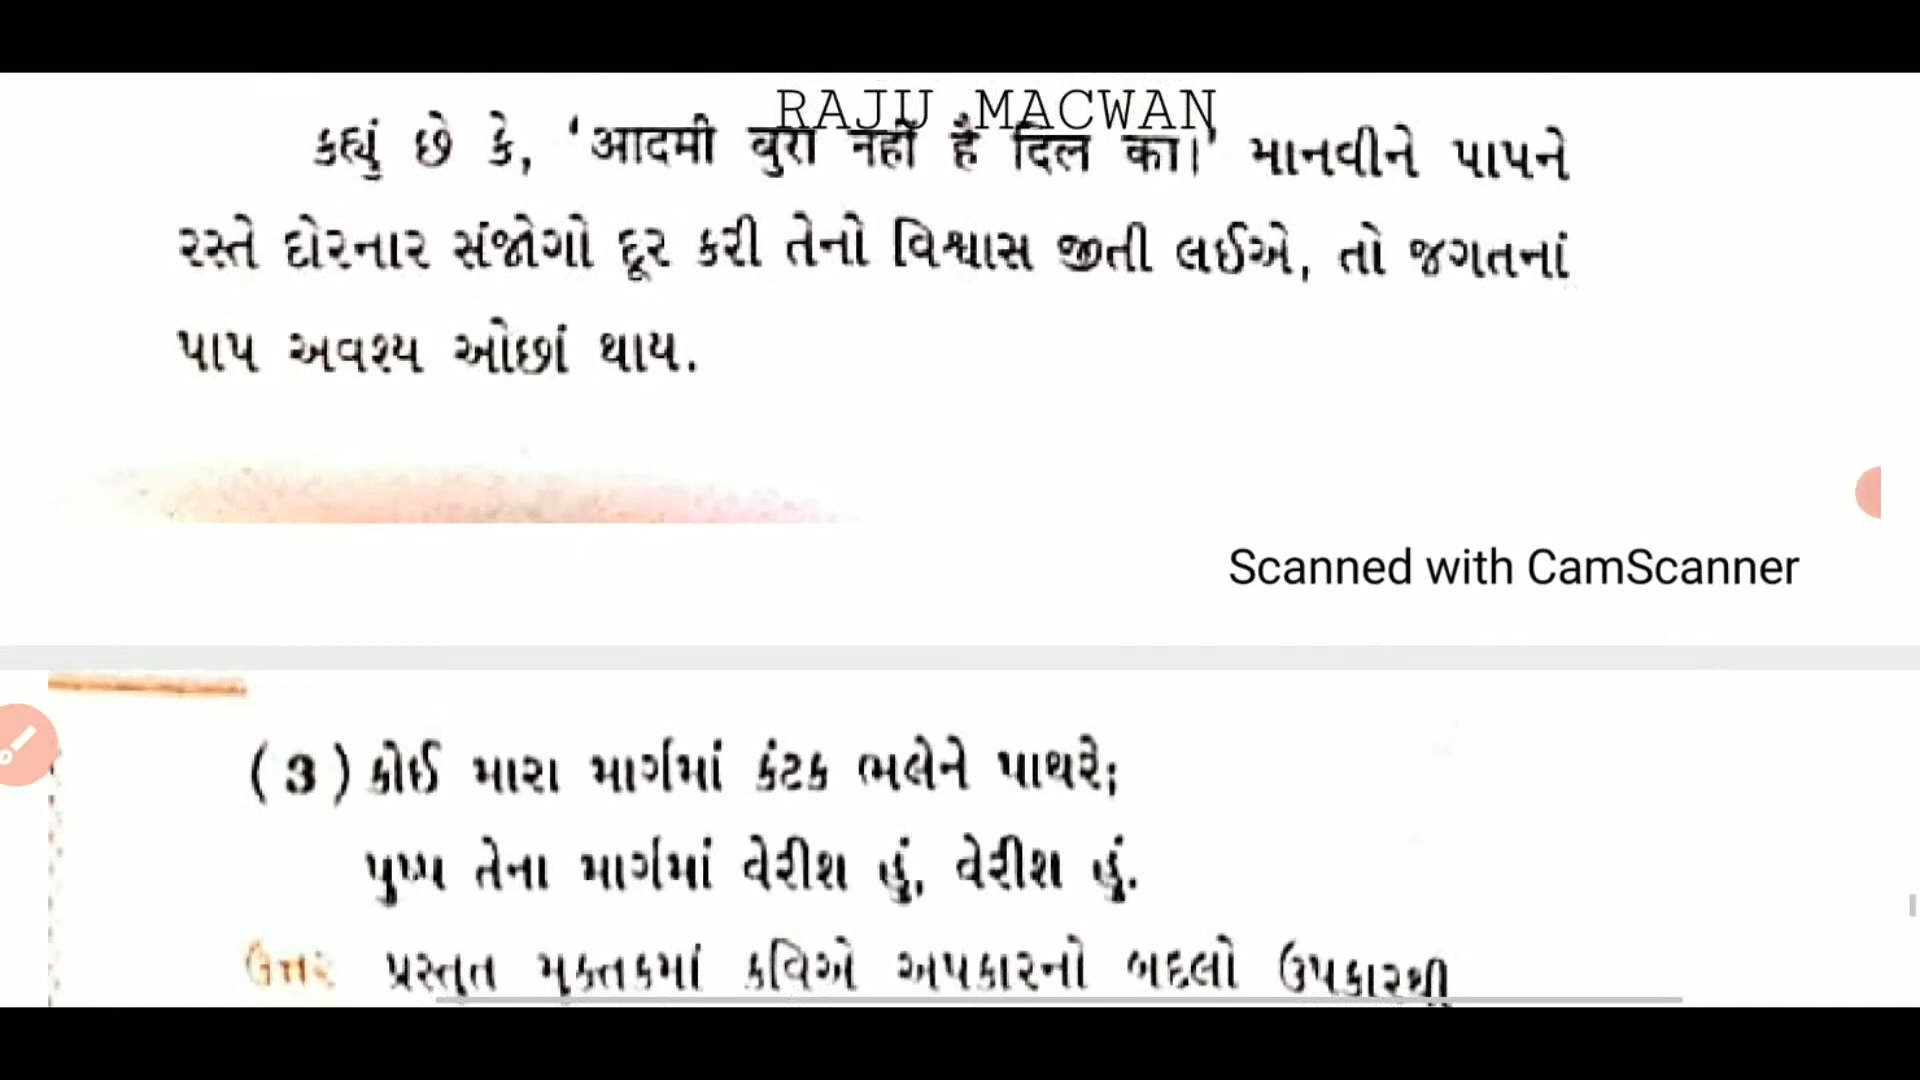 RAJU MACWAN
કહ્યું છે કે, ‘आदमी बुरा नहीं है दिल का।’ માનવીને પાપને
રસ્તે દોરનાર સંજોગો દૂર કરી તેનો વિશ્વાસ જીતી લઈએ, તો જગતનાં
પાપ અવશ્ય ઓછાં થાય.
Scanned with CamScanner
(3) કોઈ મારા માર્ગમાં કંટક ભલેને પાથરે;
પુષ્પ તેના માર્ગમાં વેરીશ હું, વેરીશ હું.
ઉત્તર પ્રસ્તુત મુક્તકમાં કવિએ અપકારનો બદલો ઉપકારથી